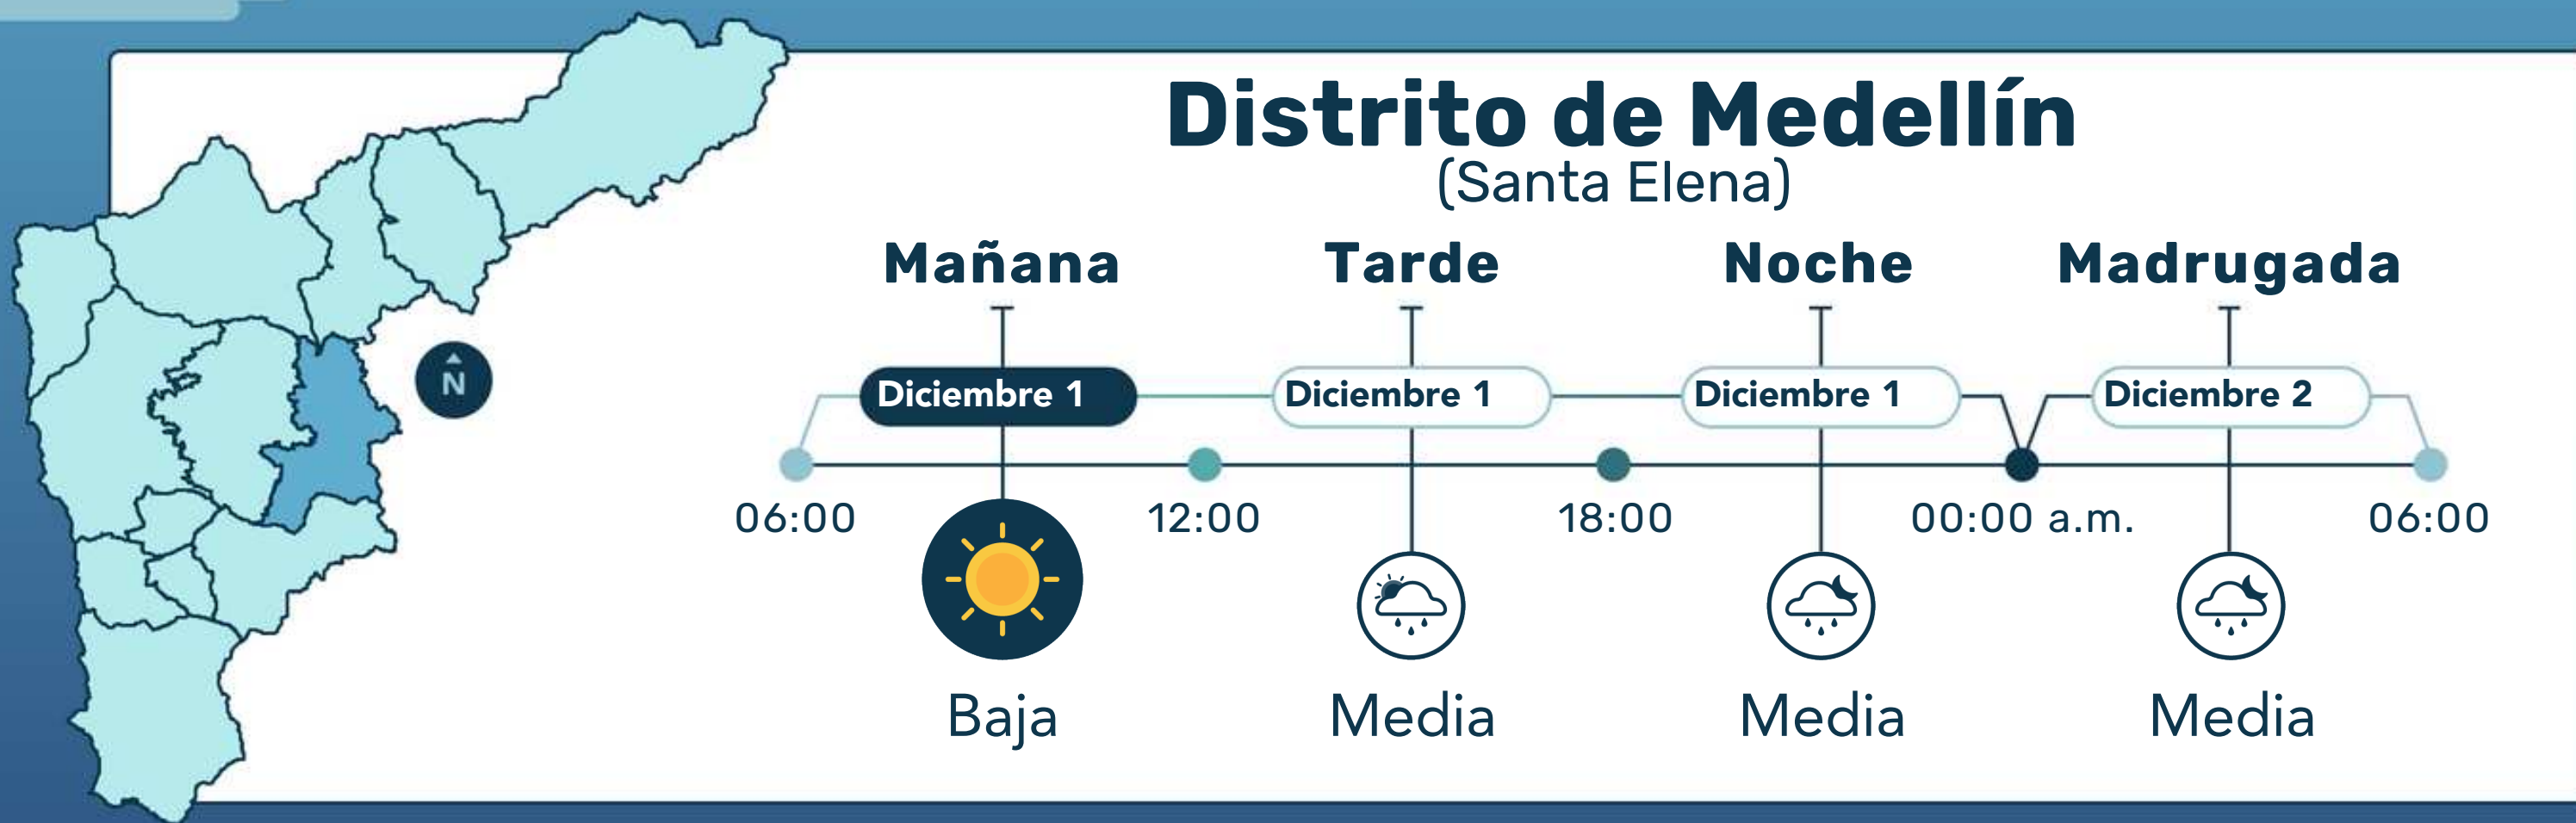 Distrito de Medellín
(Santa Elena)
Mañana Tarde Noche Madrugada
N
Diciembre 1 Diciembre 1 Diciembre 1 Diciembre 2
06:00 12:00 18:00 00:00 a.m. 06:00
Baja Media Media Media